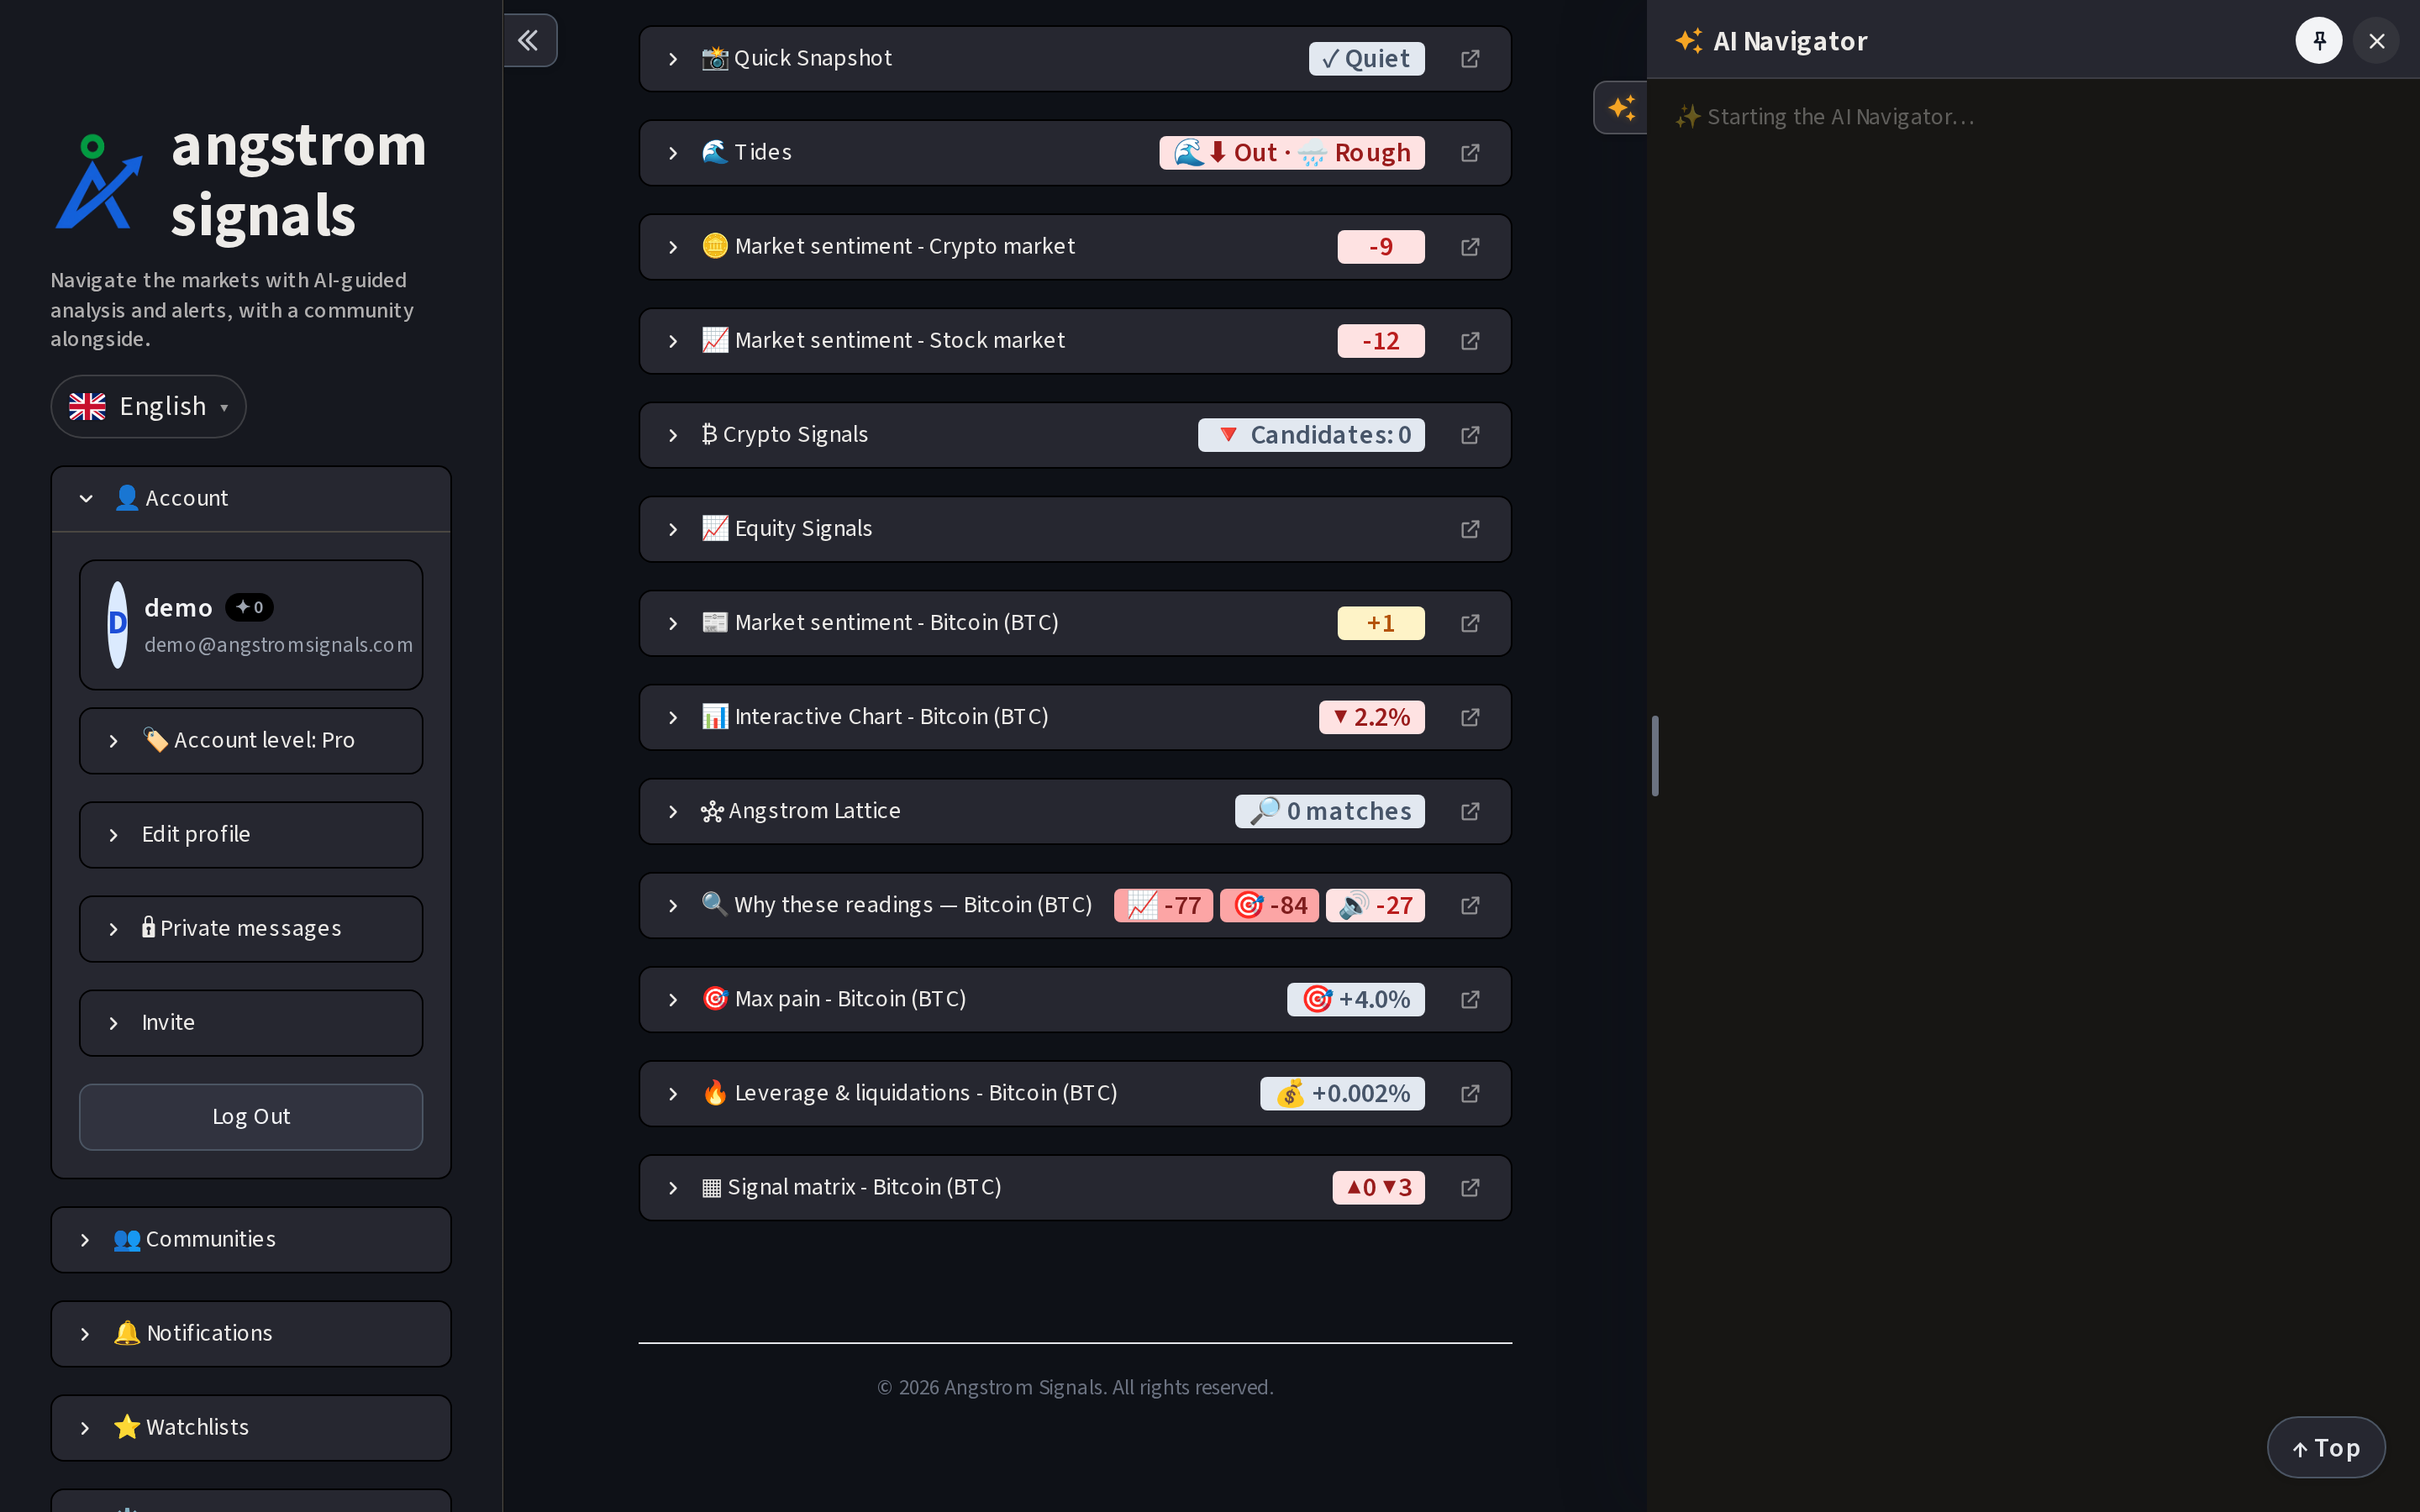 angstrom
signals
Navigate the markets with AI-guided
analysis and alerts, with a community
alongside.
English
Account
D
demo
0
demo@angstromsignals.com
Account level: Pro
Edit profile
Private messages
Invite
Log Out
Communities
Notifications
Watchlists
Quick Snapshot
✓ Quiet
Tides
Out · Rough
Market sentiment - Crypto market
-9
Market sentiment - Stock market
-12
₿ Crypto Signals
Candidates: 0
Equity Signals
Market sentiment - Bitcoin (BTC)
+1
Interactive Chart - Bitcoin (BTC)
▼ 2.2%
Angstrom Lattice
0 matches
Why these readings — Bitcoin (BTC)
-77
-84
-27
Max pain - Bitcoin (BTC)
+4.0%
Leverage & liquidations - Bitcoin (BTC)
+0.002%
Signal matrix - Bitcoin (BTC)
▲0 ▼3
© 2026 Angstrom Signals. All rights reserved.
AI Navigator
Starting the AI Navigator...
↑ Top